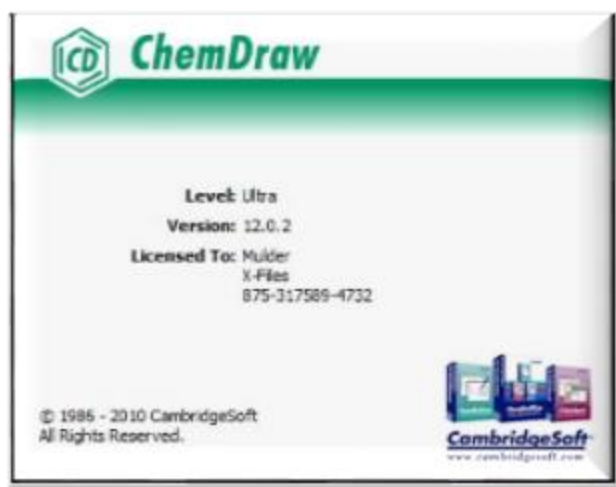 ICD ChemDraw
Level: Ultra
Version: 12.0.2
Licensed To: Mulder
X-Files
875-317589-4732
© 1986 - 2010 CambridgeSoft
All Rights Reserved.
CambridgeSoft
www.cambridgesoft.com